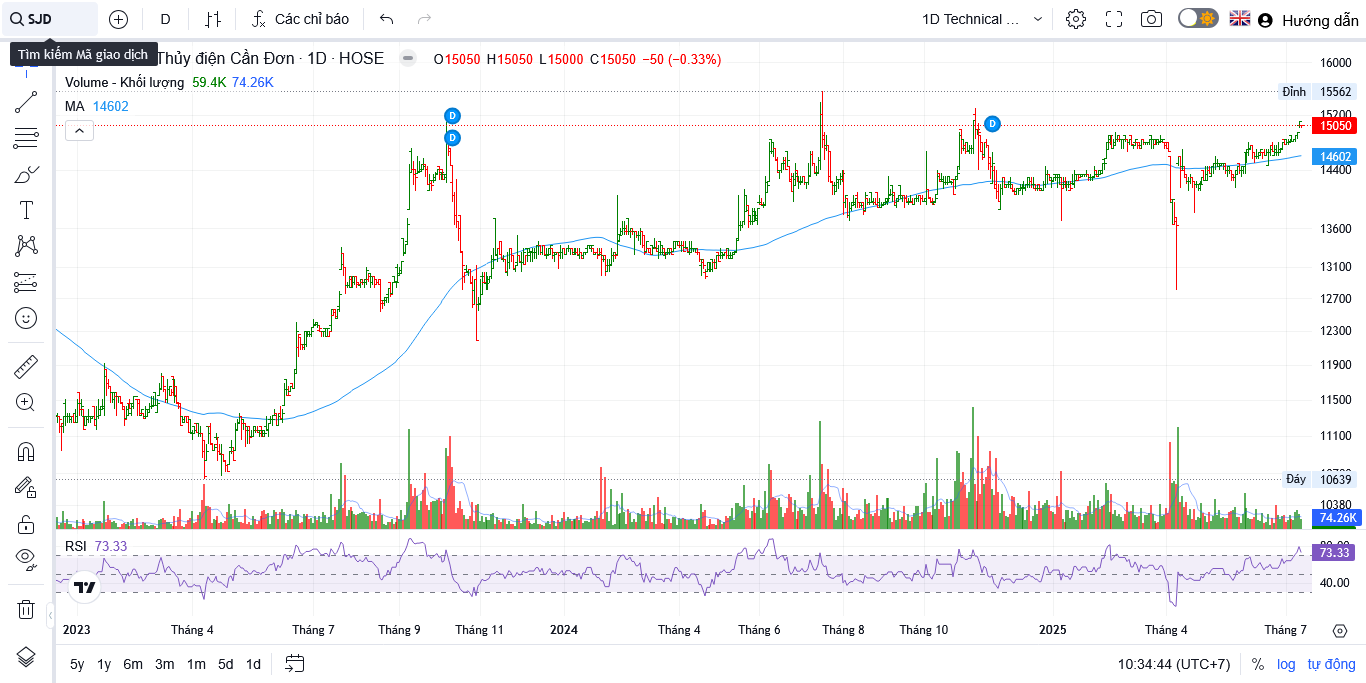 SJD D Các chỉ báo 1D Technical ... Hướng dẫn
Tìm kiếm Mã giao dịch
Thủy điện Cần Đơn · 1D · HOSE O15050 H15050 L15000 C15050 −50 (−0.33%)
Volume - Khối lượng 59.4K 74.26K
MA 14602
D
D
D
16000
Đỉnh 15562
15200
15050
14602
14400
13600
13100
12700
12300
11900
11500
11100
Đáy 10639
10380
74.26K
RSI 73.33
73.33
40.00
2023 Tháng 4 Tháng 7 Tháng 9 Tháng 11 2024 Tháng 4 Tháng 6 Tháng 8 Tháng 10 2025 Tháng 4 Tháng 7
5y 1y 6m 3m 1m 5d 1d 10:34:44 (UTC+7) % log tự động